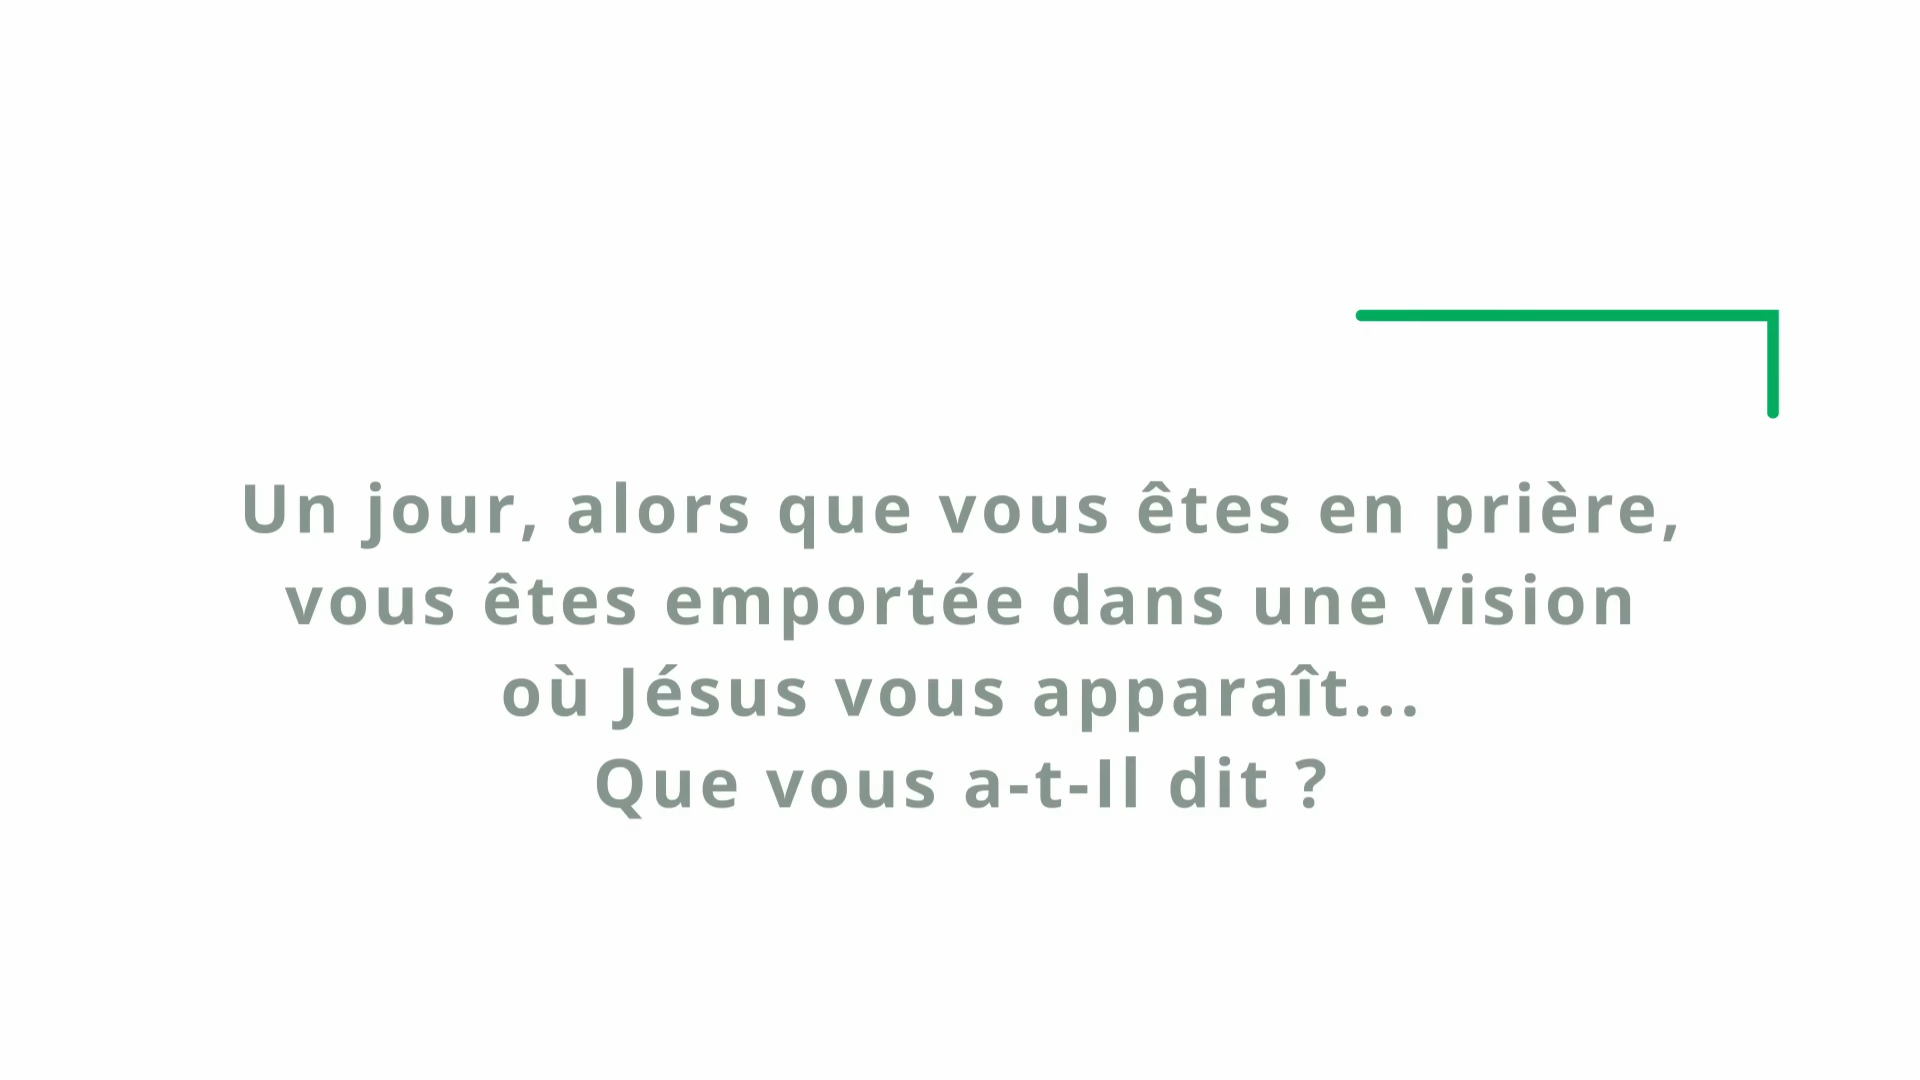 Un jour, alors que vous êtes en prière,
vous êtes emportée dans une vision
où Jésus vous apparaît...
Que vous a-t-Il dit ?